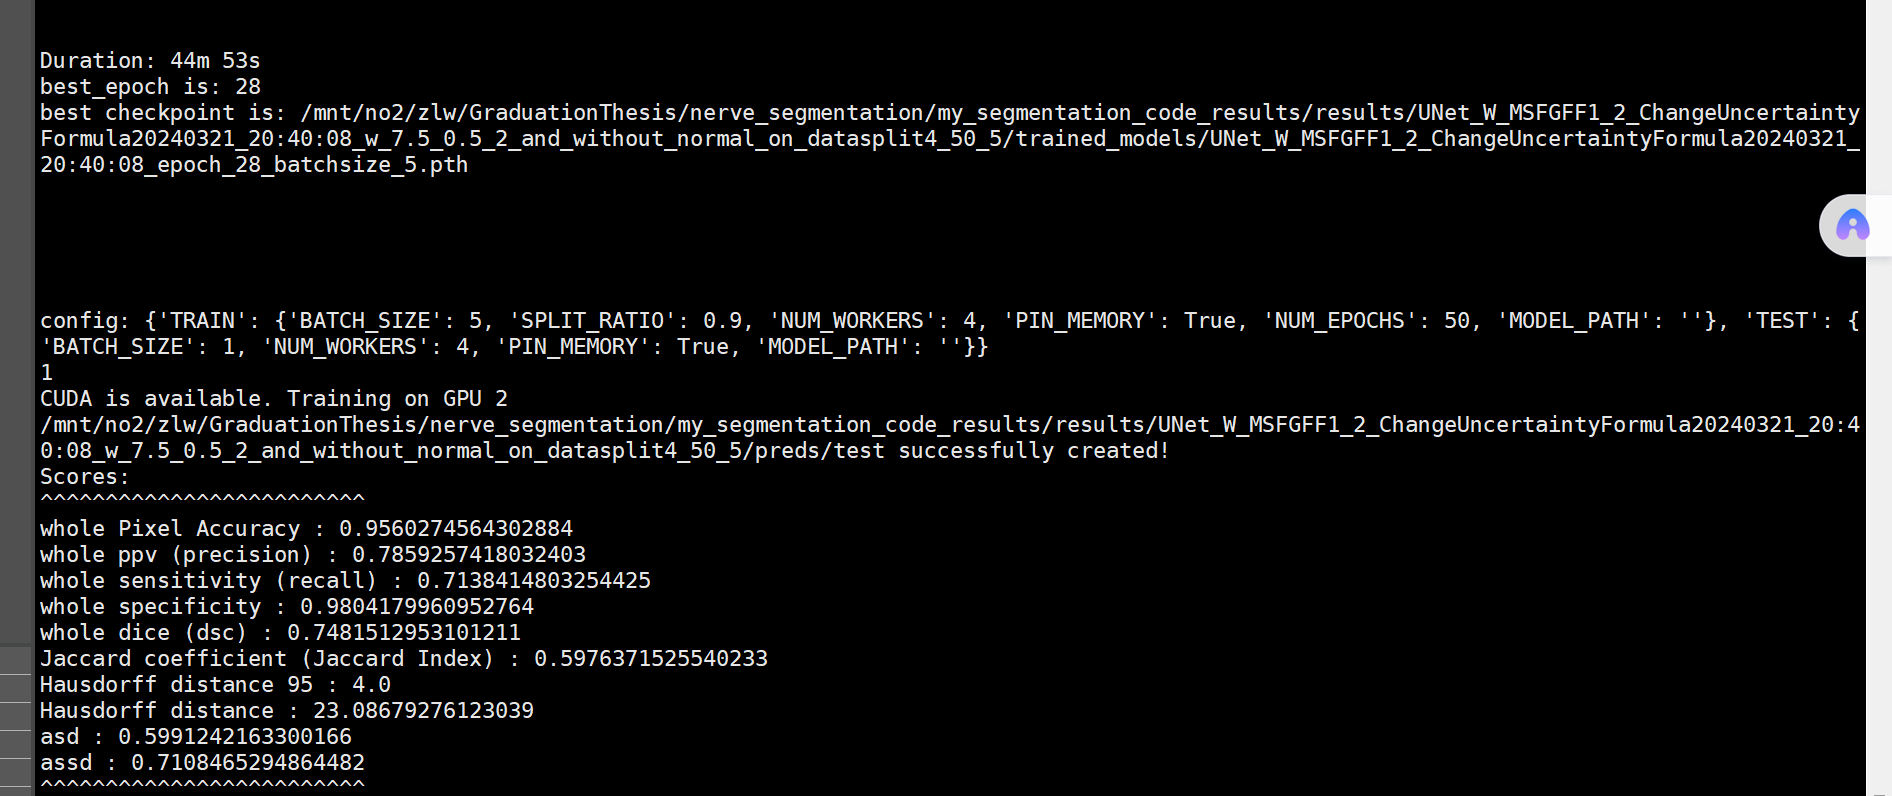 Duration: 44m 53s
best_epoch is: 28
best checkpoint is: /mnt/no2/zlw/GraduationThesis/nerve_segmentation/my_segmentation_code_results/results/UNet_W_MSFGFF1_2_ChangeUncertainty
Formula20240321_20:40:08_w_7.5_0.5_2_and_without_normal_on_datasplit4_50_5/trained_models/UNet_W_MSFGFF1_2_ChangeUncertaintyFormula20240321_
20:40:08_epoch_28_batchsize_5.pth
config: {'TRAIN': {'BATCH_SIZE': 5, 'SPLIT_RATIO': 0.9, 'NUM_WORKERS': 4, 'PIN_MEMORY': True, 'NUM_EPOCHS': 50, 'MODEL_PATH': ''}, 'TEST': {
'BATCH_SIZE': 1, 'NUM_WORKERS': 4, 'PIN_MEMORY': True, 'MODEL_PATH': ''}}
1
CUDA is available. Training on GPU 2
/mnt/no2/zlw/GraduationThesis/nerve_segmentation/my_segmentation_code_results/results/UNet_W_MSFGFF1_2_ChangeUncertaintyFormula20240321_20:4
0:08_w_7.5_0.5_2_and_without_normal_on_datasplit4_50_5/preds/test successfully created!
Scores:
^^^^^^^^^^^^^^^^^^^^^^^^^
whole Pixel Accuracy : 0.9560274564302884
whole ppv (precision) : 0.7859257418032403
whole sensitivity (recall) : 0.7138414803254425
whole specificity : 0.9804179960952764
whole dice (dsc) : 0.7481512953101211
Jaccard coefficient (Jaccard Index) : 0.5976371525540233
Hausdorff distance 95 : 4.0
Hausdorff distance : 23.08679276123039
asd : 0.5991242163300166
assd : 0.7108465294864482
^^^^^^^^^^^^^^^^^^^^^^^^^